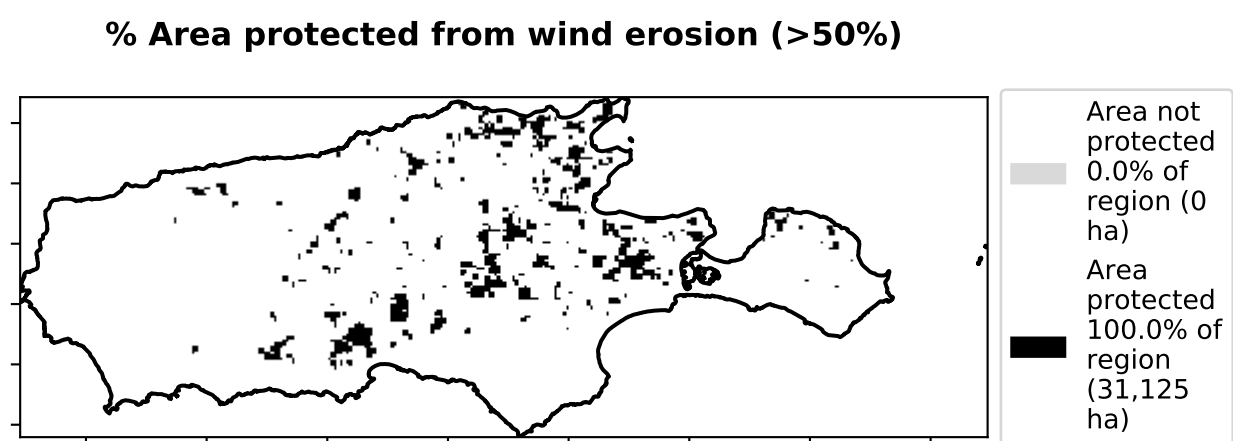 % Area protected from wind erosion (>50%)
Area not
protected
0.0% of
region (0
ha)
Area
protected
100.0% of
region
(31,125
ha)